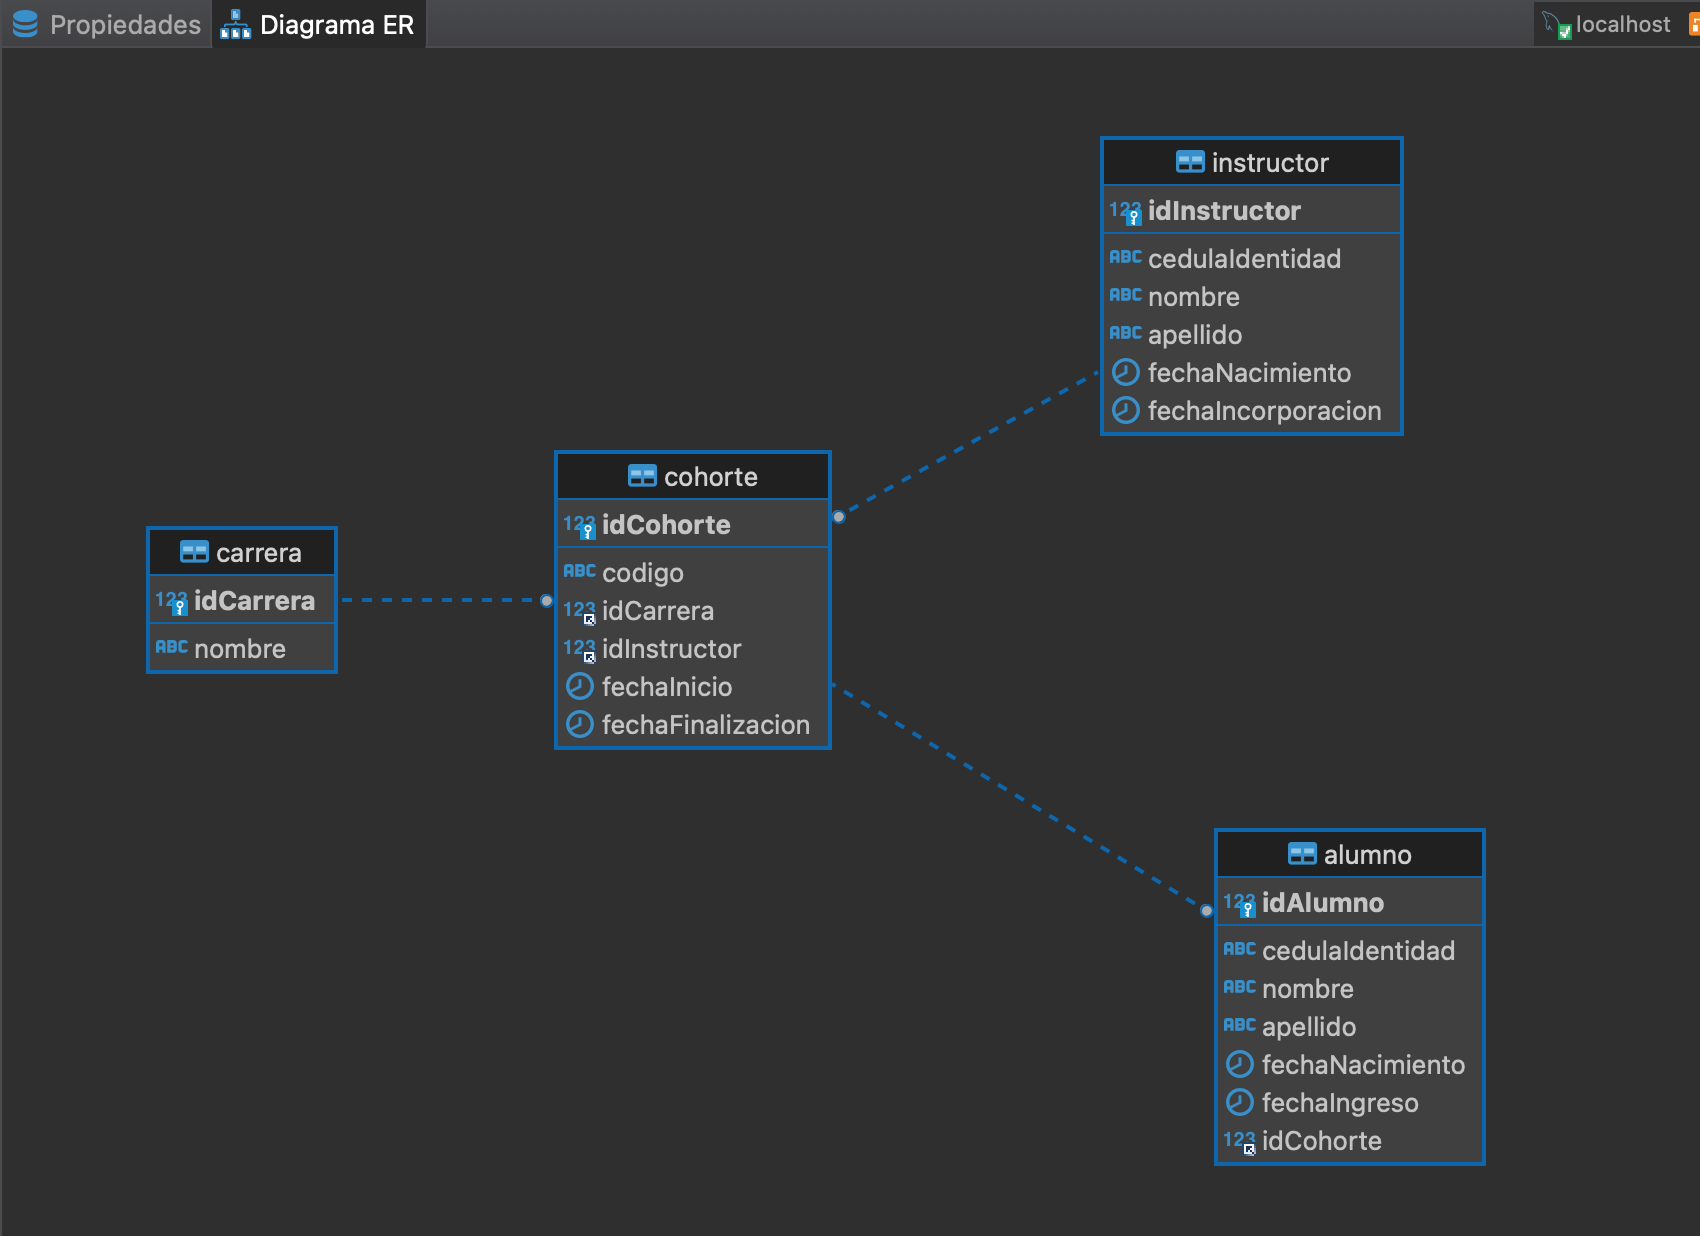 Propiedades
Diagrama ER
localhost
instructor
123 idInstructor
ABC cedulaIdentidad
ABC nombre
ABC apellido
fechaNacimiento
fechaIncorporacion
cohorte
123 idCohorte
ABC codigo
123 idCarrera
123 idInstructor
fechaInicio
fechaFinalizacion
carrera
123 idCarrera
ABC nombre
alumno
123 idAlumno
ABC cedulaIdentidad
ABC nombre
ABC apellido
fechaNacimiento
fechaIngreso
123 idCohorte